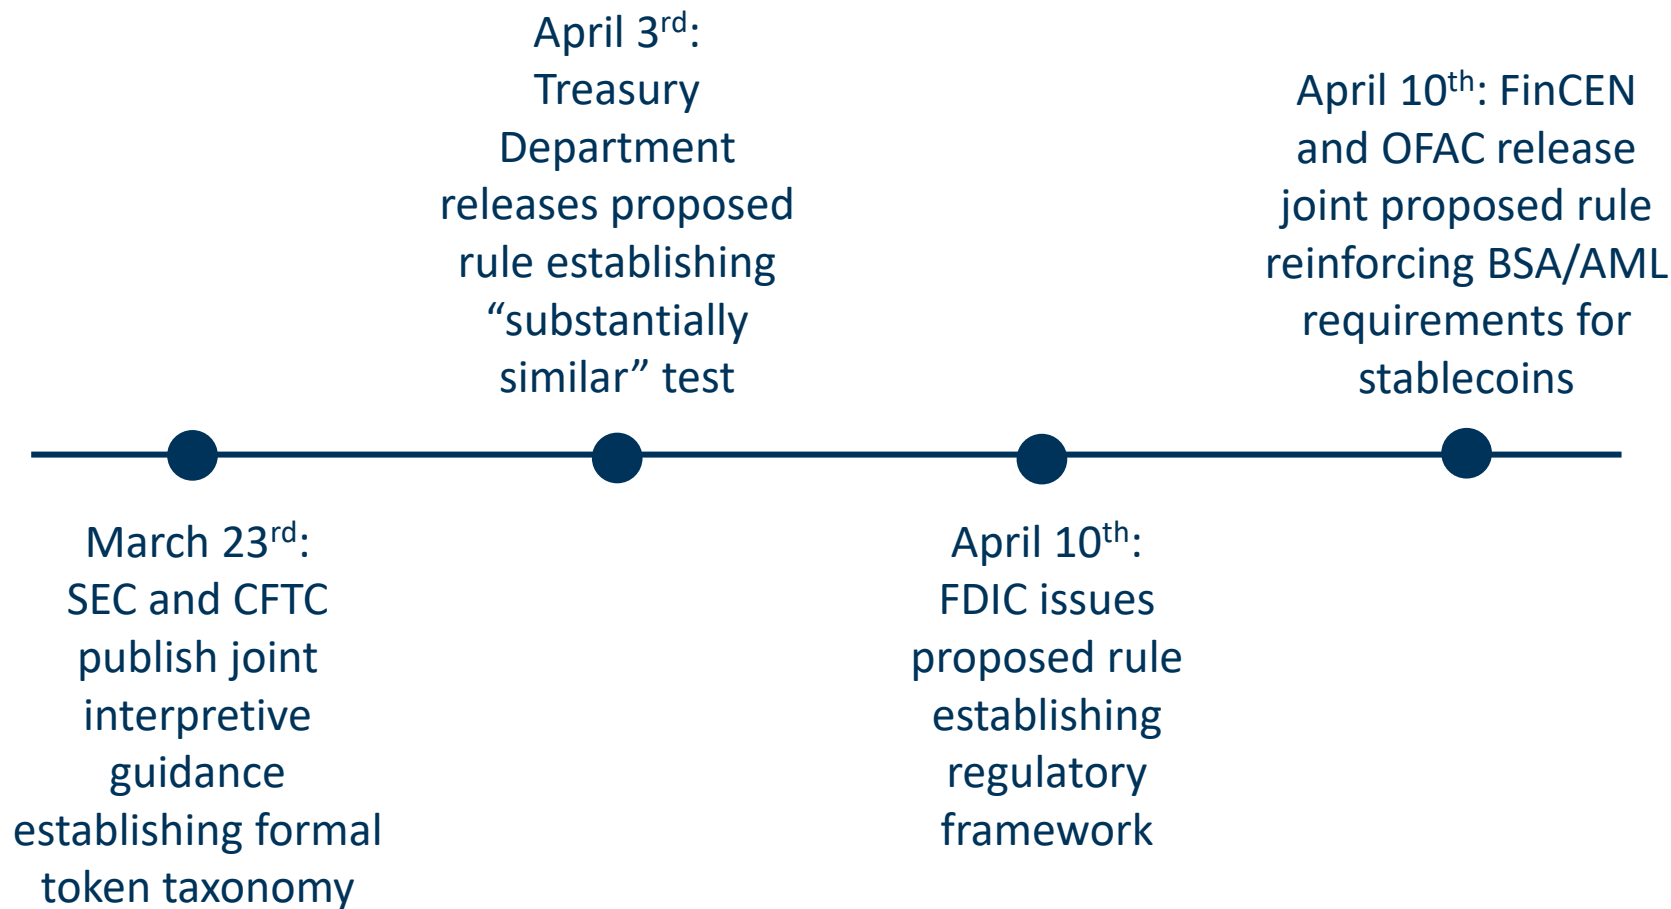 April 3rd:
Treasury
Department
releases proposed
rule establishing
“substantially
similar” test
April 10th: FinCEN
and OFAC release
joint proposed rule
reinforcing BSA/AML
requirements for
stablecoins
March 23rd:
SEC and CFTC
publish joint
interpretive
guidance
establishing formal
token taxonomy
April 10th:
FDIC issues
proposed rule
establishing
regulatory
framework